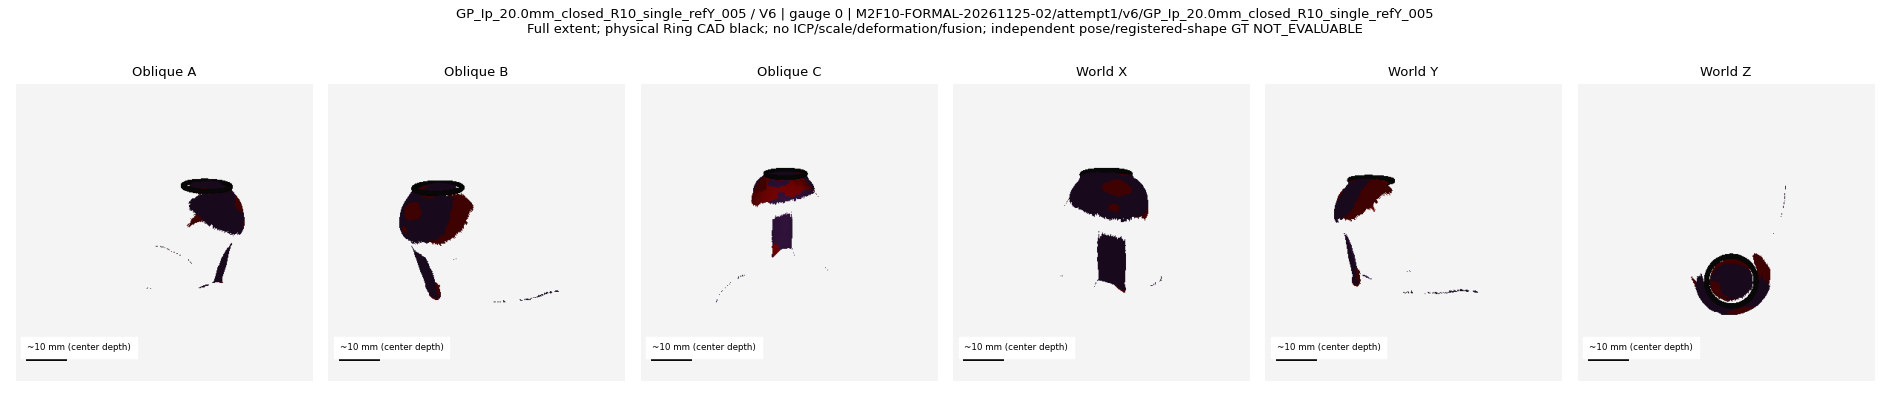 GP_Ip_20.0mm_closed_R10_single_refY_005 / V6 | gauge 0 | M2F10-FORMAL-20261125-02/attempt1/v6/GP_Ip_20.0mm_closed_R10_single_refY_005
Full extent; physical Ring CAD black; no ICP/scale/deformation/fusion; independent pose/registered-shape GT NOT_EVALUABLE
Oblique A
Oblique B
Oblique C
World X
World Y
World Z
~10 mm (center depth)
~10 mm (center depth)
~10 mm (center depth)
~10 mm (center depth)
~10 mm (center depth)
~10 mm (center depth)